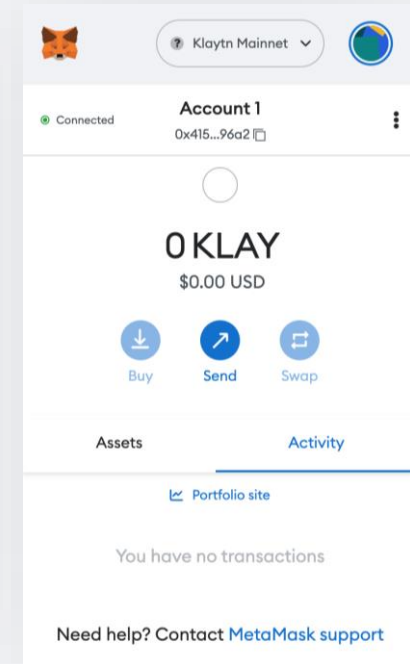 Klaytn Mainnet
Connected
Account 1
0x415...96a2
0 KLAY
$0.00 USD
Buy Send Swap
Assets Activity
Portfolio site
You have no transactions
Need help? Contact MetaMask support